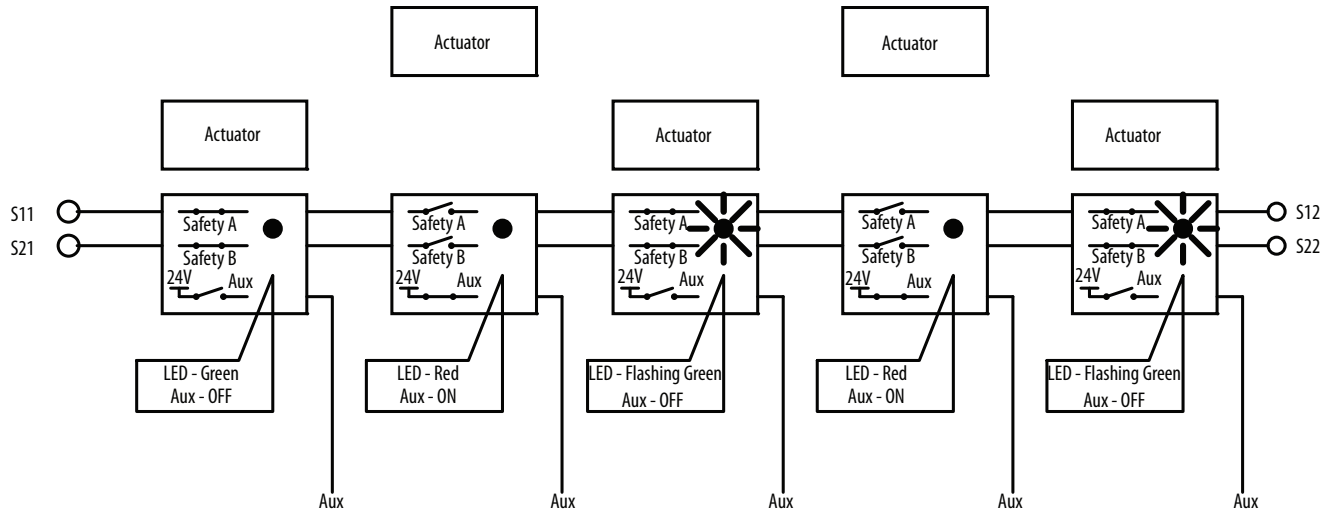 Actuator
Actuator
Actuator
Actuator
Actuator
S11
S21
Safety A
Safety B
24V
Aux
Safety A
Safety B
24V
Aux
Safety A
Safety B
24V
Aux
Safety A
Safety B
24V
Aux
Safety A
Safety B
24V
Aux
S12
S22
LED - Green
Aux - OFF
LED - Red
Aux - ON
LED - Flashing Green
Aux - OFF
LED - Red
Aux - ON
LED - Flashing Green
Aux - OFF
Aux
Aux
Aux
Aux
Aux